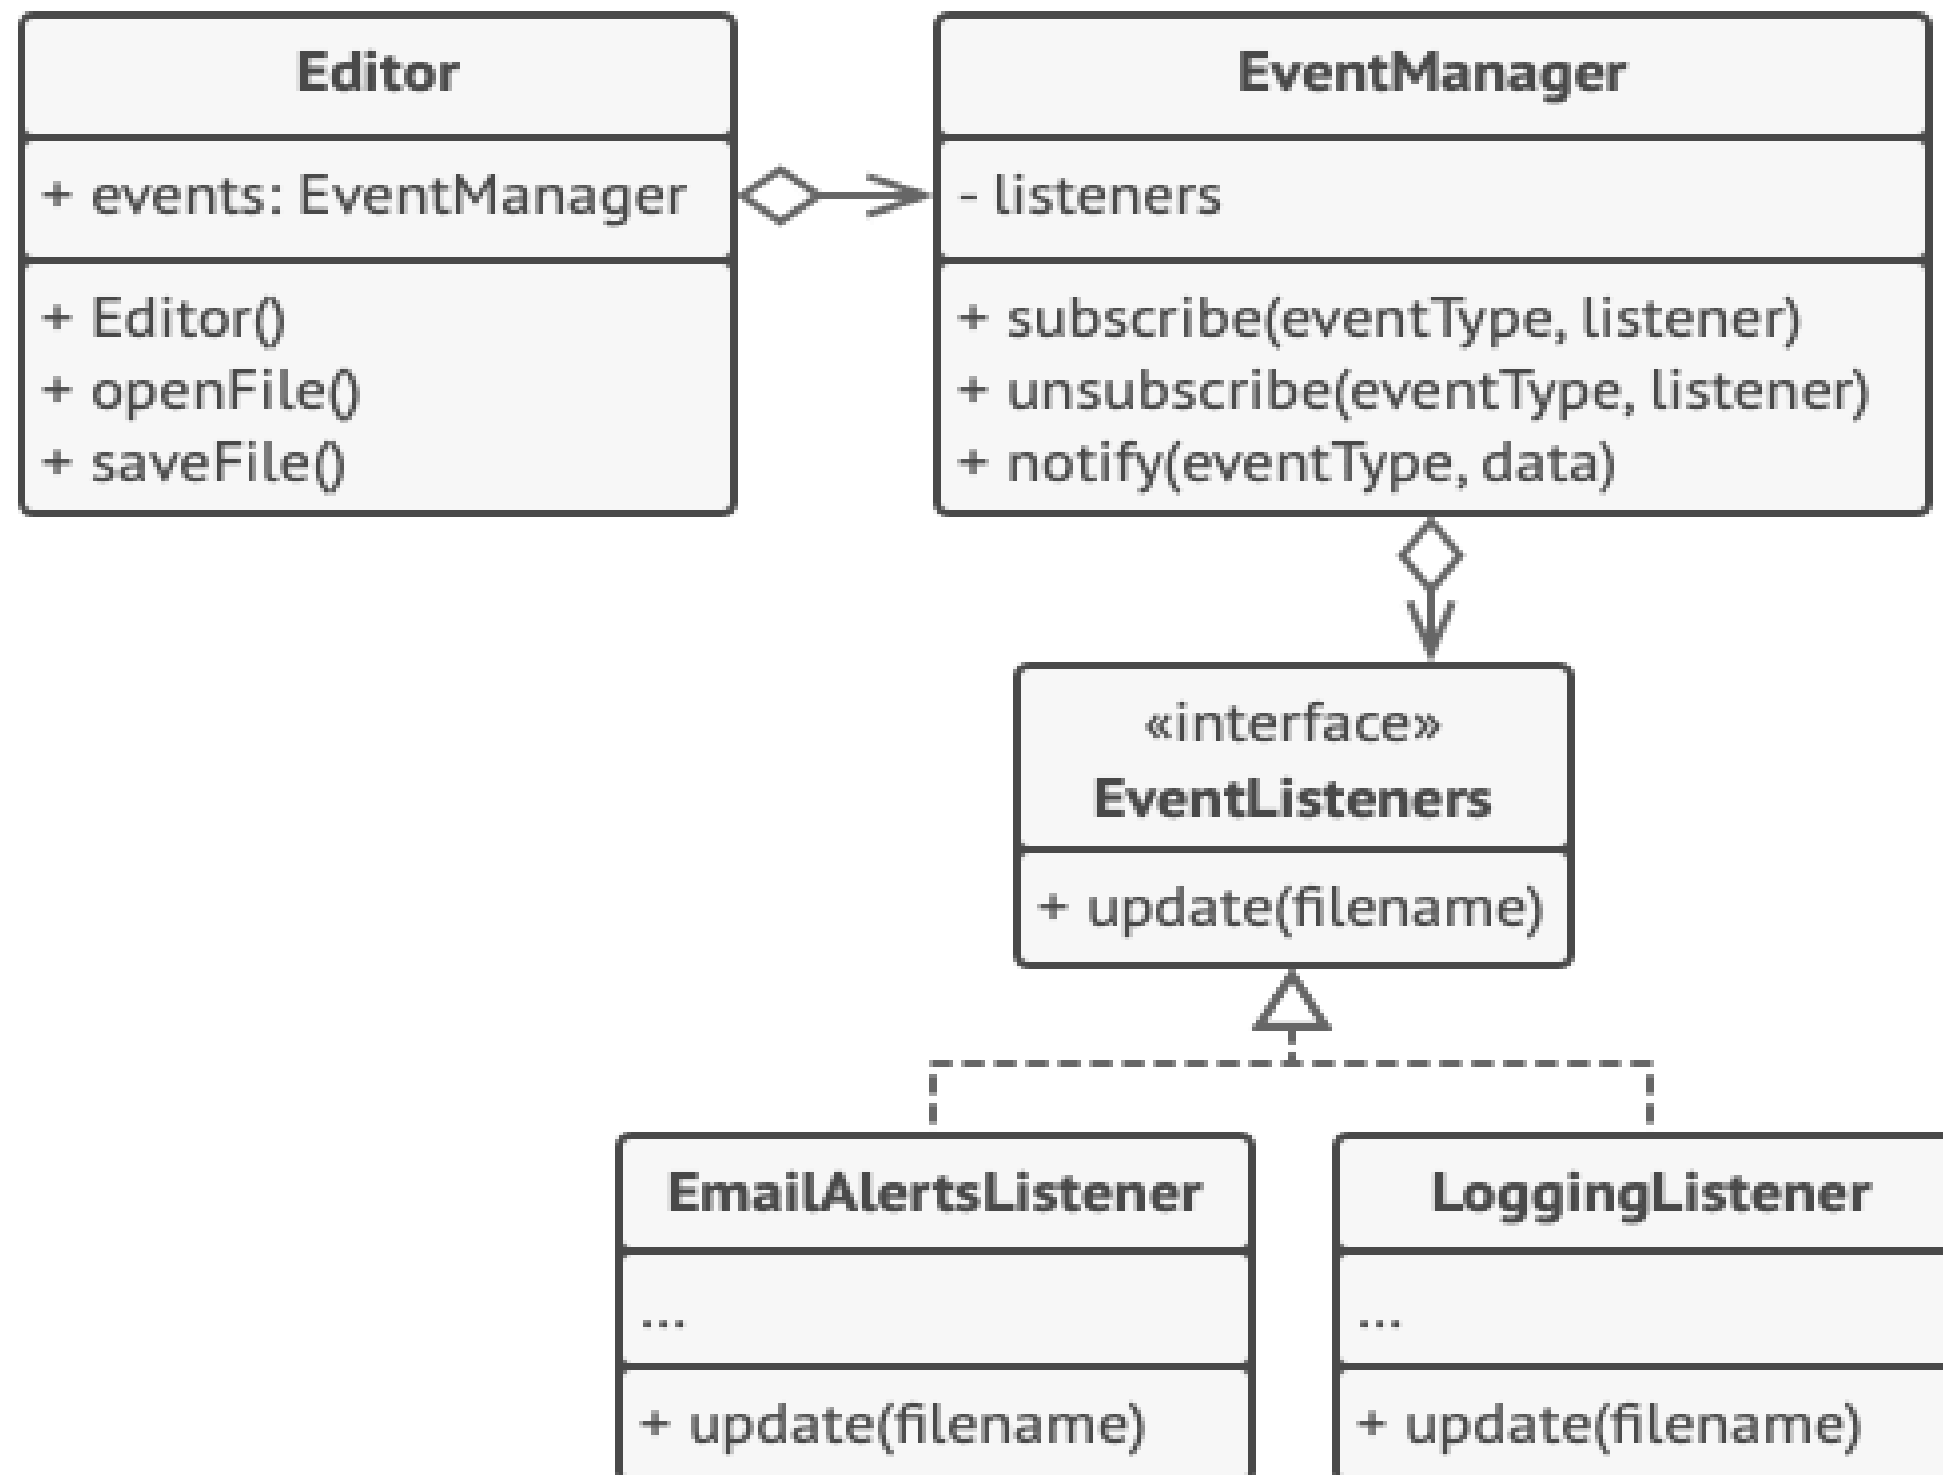 Editor
+ events: EventManager
+ Editor()
+ openFile()
+ saveFile()
EventManager
- listeners
+ subscribe(eventType, listener)
+ unsubscribe(eventType, listener)
+ notify(eventType, data)
«interface»
EventListeners
+ update(filename)
EmailAlertsListener
...
+ update(filename)
LoggingListener
...
+ update(filename)